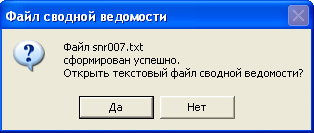 Файл сводной ведомости
Файл snr007.txt
сформирован успешно.
Открыть текстовый файл сводной ведомости?
Да
Нет